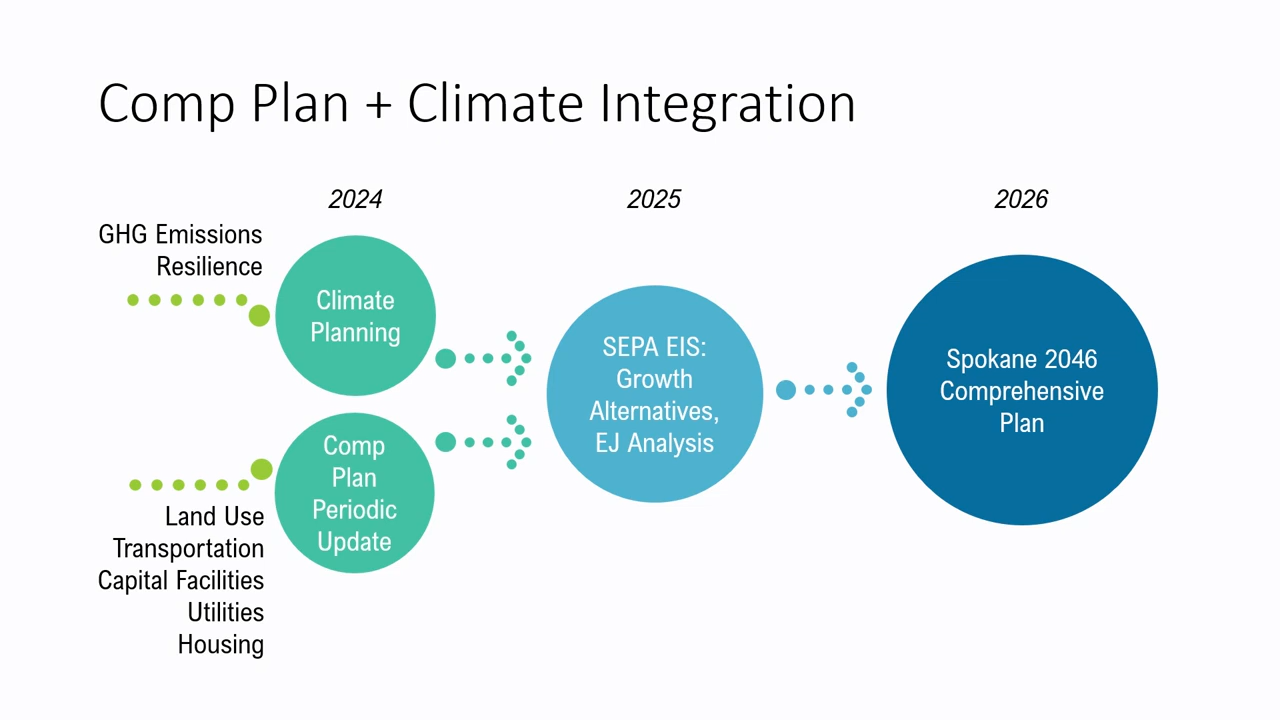 Comp Plan + Climate Integration
2024
2025
2026
GHG Emissions
Resilience
Climate
Planning
Comp
Plan
Periodic
Update
Land Use
Transportation
Capital Facilities
Utilities
Housing
SEPA EIS:
Growth
Alternatives,
EJ Analysis
Spokane 2046
Comprehensive
Plan